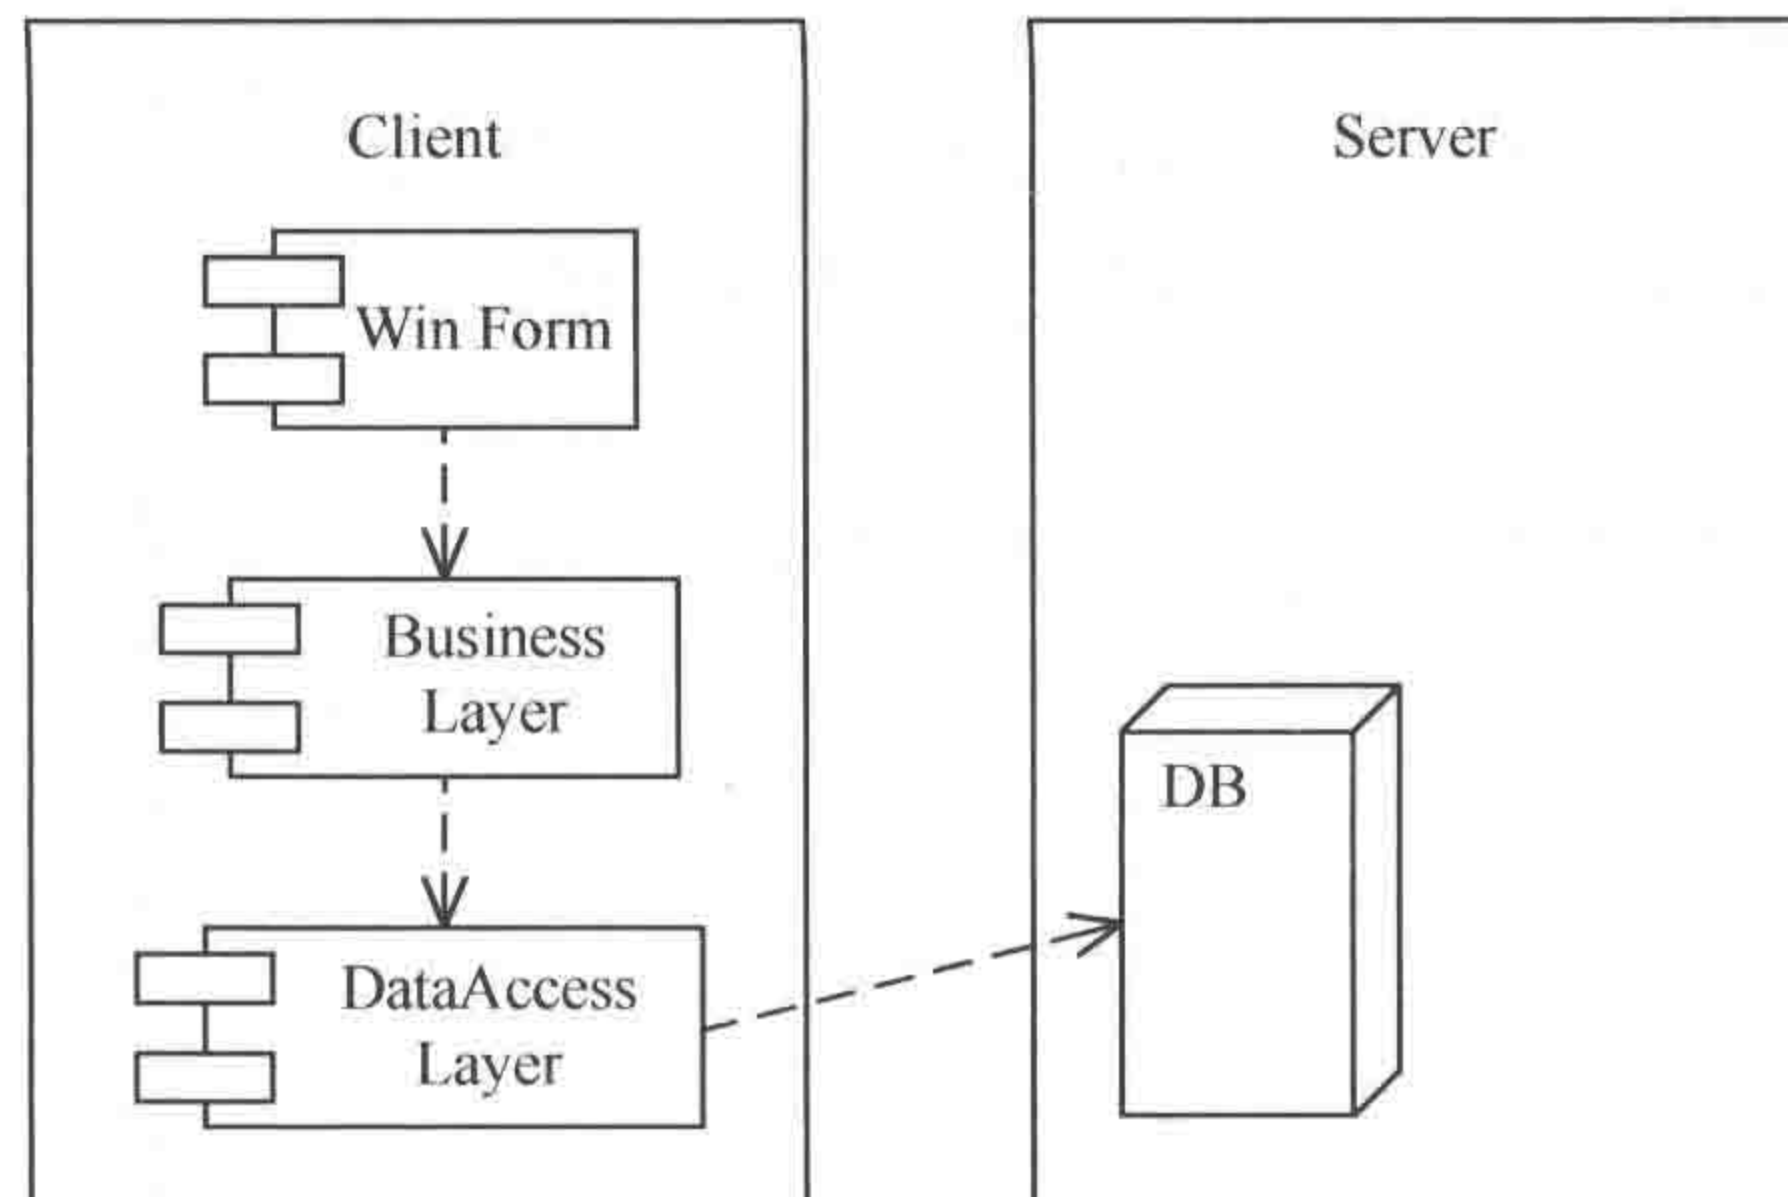 Client
Server
Win Form
Business
Layer
DB
DataAccess
Layer